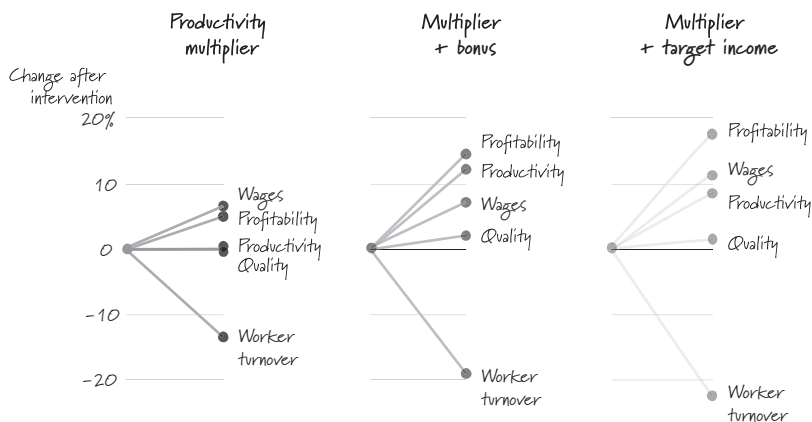 Productivity
multiplier
Multiplier
+ bonus
Multiplier
+ target income
Change after
intervention
20%
10
0
-10
-20
Wages
Profitability
Productivity
Quality
Worker
turnover
Profitability
Productivity
Wages
Quality
Worker
turnover
Profitability
Wages
Productivity
Quality
Worker
turnover